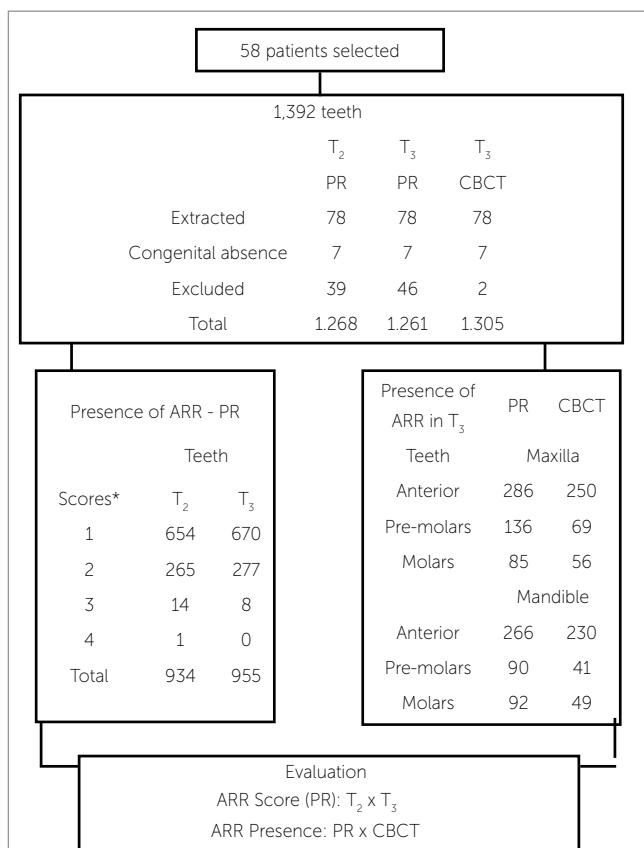 58 patients selected
1,392 teeth
T₂ T₃ T₃
PR PR CBCT
Extracted 78 78 78
Congenital absence 7 7 7
Excluded 39 46 2
Total 1.268 1.261 1.305
Presence of ARR - PR
Teeth
Scores* T₂ T₃
1 654 670
2 265 277
3 14 8
4 1 0
Total 934 955
Presence of
ARR in T₃ PR CBCT
Teeth Maxilla
Anterior 286 250
Pre-molars 136 69
Molars 85 56
Mandible
Anterior 266 230
Pre-molars 90 41
Molars 92 49
Evaluation
ARR Score (PR): T₂ x T₃
ARR Presence: PR x CBCT